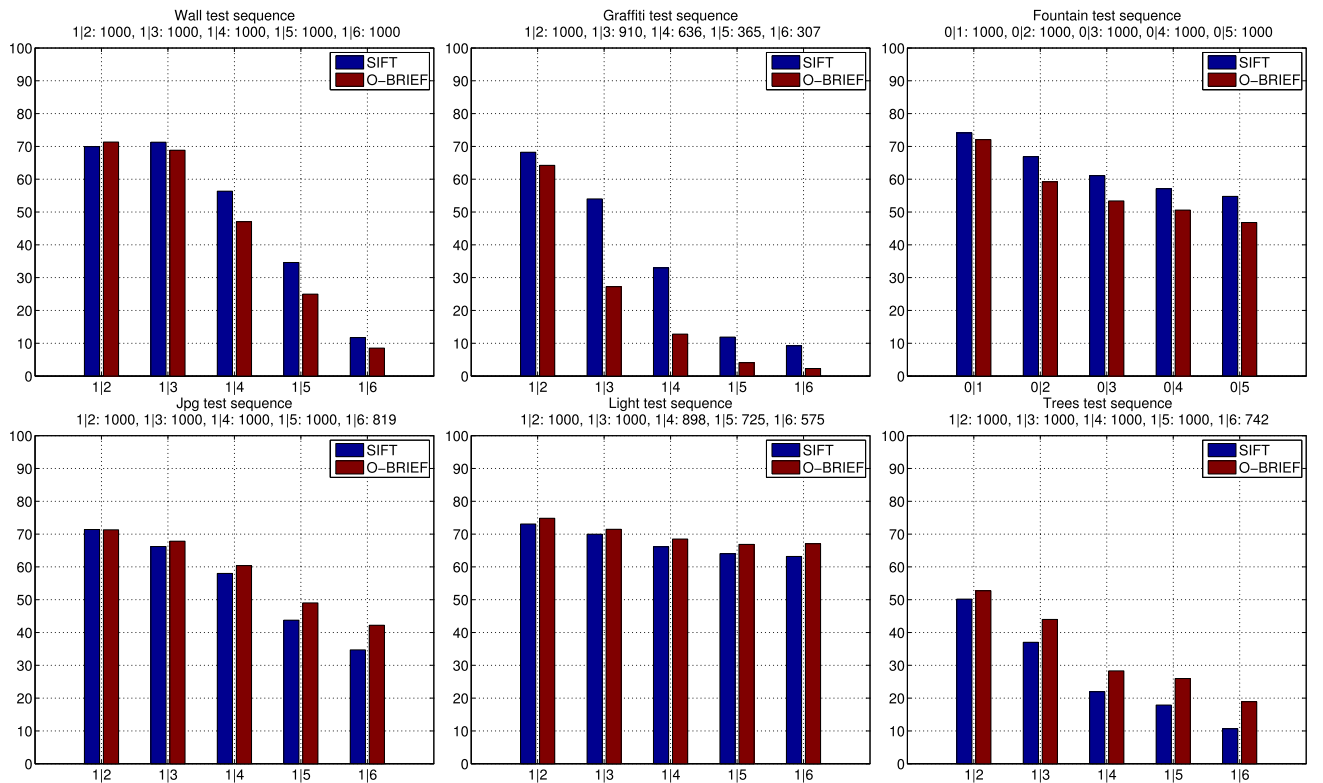 Wall test sequence
1|2: 1000, 1|3: 1000, 1|4: 1000, 1|5: 1000, 1|6: 1000
100
90
80
70
60
50
40
30
20
10
0
SIFT
O-BRIEF
1|2 1|3 1|4 1|5 1|6
Graffiti test sequence
1|2: 1000, 1|3: 910, 1|4: 636, 1|5: 365, 1|6: 307
100
90
80
70
60
50
40
30
20
10
0
SIFT
O-BRIEF
1|2 1|3 1|4 1|5 1|6
Fountain test sequence
0|1: 1000, 0|2: 1000, 0|3: 1000, 0|4: 1000, 0|5: 1000
100
90
80
70
60
50
40
30
20
10
0
SIFT
O-BRIEF
0|1 0|2 0|3 0|4 0|5
Jpg test sequence
1|2: 1000, 1|3: 1000, 1|4: 1000, 1|5: 1000, 1|6: 819
100
90
80
70
60
50
40
30
20
10
0
SIFT
O-BRIEF
1|2 1|3 1|4 1|5 1|6
Light test sequence
1|2: 1000, 1|3: 1000, 1|4: 898, 1|5: 725, 1|6: 575
100
90
80
70
60
50
40
30
20
10
0
SIFT
O-BRIEF
1|2 1|3 1|4 1|5 1|6
Trees test sequence
1|2: 1000, 1|3: 1000, 1|4: 1000, 1|5: 1000, 1|6: 742
100
90
80
70
60
50
40
30
20
10
0
SIFT
O-BRIEF
1|2 1|3 1|4 1|5 1|6